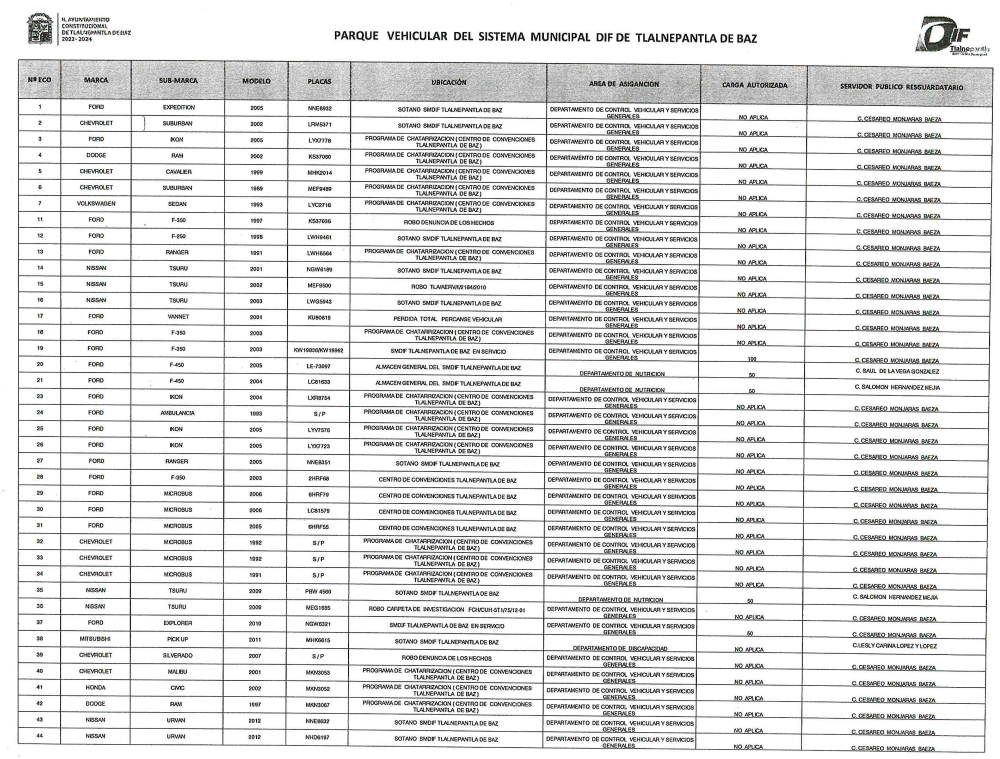 H. AYUNTAMIENTO
CONSTITUCIONAL
DE TLALNEPANTLA DE BAZ
2022-2024
PARQUE VEHICULAR DEL SISTEMA MUNICIPAL DIF DE TLALNEPANTLA DE BAZ
DIF
Tlalnepantla
Nº ECO MARCA SUB-MARCA MODELO PLACAS UBICACIÓN AREA DE ASIGANCION CARGA AUTORIZADA SERVIDOR PUBLICO RESGUARDATARIO
1 FORD EXPEDITION 2005 NNE6932 SOTANO SMDIF TLALNEPANTLA DE BAZ DEPARTAMENTO DE CONTROL VEHICULAR Y SERVICIOS GENERALES NO APLICA C. CESAREO MONJARAS BAEZA
2 CHEVROLET SUBURBAN 2002 LRM5371 SOTANO SMDIF TLALNEPANTLA DE BAZ DEPARTAMENTO DE CONTROL VEHICULAR Y SERVICIOS GENERALES NO APLICA C. CESAREO MONJARAS BAEZA
3 FORD IKON 2005 LYX7778 PROGRAMA DE CHATARRIZACION ( CENTRO DE CONVENCIONES TLALNEPANTLA DE BAZ ) DEPARTAMENTO DE CONTROL VEHICULAR Y SERVICIOS GENERALES NO APLICA C. CESAREO MONJARAS BAEZA
4 DODGE RAM 2002 KS37060 PROGRAMA DE CHATARRIZACION ( CENTRO DE CONVENCIONES TLALNEPANTLA DE BAZ ) DEPARTAMENTO DE CONTROL VEHICULAR Y SERVICIOS GENERALES NO APLICA C. CESAREO MONJARAS BAEZA
5 CHEVROLET CAVALIER 1999 MHK2014 PROGRAMA DE CHATARRIZACION ( CENTRO DE CONVENCIONES TLALNEPANTLA DE BAZ ) DEPARTAMENTO DE CONTROL VEHICULAR Y SERVICIOS GENERALES NO APLICA C. CESAREO MONJARAS BAEZA
6 CHEVROLET SUBURBAN 1989 MEF9489 PROGRAMA DE CHATARRIZACION ( CENTRO DE CONVENCIONES TLALNEPANTLA DE BAZ ) DEPARTAMENTO DE CONTROL VEHICULAR Y SERVICIOS GENERALES NO APLICA C. CESAREO MONJARAS BAEZA
7 VOLKSWAGEN SEDAN 1993 LYC2716 PROGRAMA DE CHATARRIZACION ( CENTRO DE CONVENCIONES TLALNEPANTLA DE BAZ ) DEPARTAMENTO DE CONTROL VEHICULAR Y SERVICIOS GENERALES NO APLICA C. CESAREO MONJARAS BAEZA
11 FORD F-350 1997 KS37036 ROBO DENUNCIA DE LOS HECHOS DEPARTAMENTO DE CONTROL VEHICULAR Y SERVICIOS GENERALES NO APLICA C. CESAREO MONJARAS BAEZA
12 FORD F-250 1998 LWH9461 SOTANO SMDIF TLALNEPANTLA DE BAZ DEPARTAMENTO DE CONTROL VEHICULAR Y SERVICIOS GENERALES NO APLICA C. CESAREO MONJARAS BAEZA
13 FORD RANGER 1991 LWH6564 PROGRAMA DE CHATARRIZACION ( CENTRO DE CONVENCIONES TLALNEPANTLA DE BAZ ) DEPARTAMENTO DE CONTROL VEHICULAR Y SERVICIOS GENERALES NO APLICA C. CESAREO MONJARAS BAEZA
14 NISSAN TSURU 2001 NGW6189 SOTANO SMDIF TLALNEPANTLA DE BAZ DEPARTAMENTO DE CONTROL VEHICULAR Y SERVICIOS GENERALES NO APLICA C. CESAREO MONJARAS BAEZA
15 NISSAN TSURU 2002 MEF9500 ROBO DEPARTAMENTO DE CONTROL VEHICULAR Y SERVICIOS GENERALES NO APLICA C. CESAREO MONJARAS BAEZA
16 NISSAN TSURU 2003 LWG5943 SOTANO SMDIF TLALNEPANTLA DE BAZ DEPARTAMENTO DE CONTROL VEHICULAR Y SERVICIOS GENERALES NO APLICA C. CESAREO MONJARAS BAEZA
17 FORD VANNET 2001 KU80819 PERDIDA TOTAL PERCANSE VEHICULAR DEPARTAMENTO DE CONTROL VEHICULAR Y SERVICIOS GENERALES NO APLICA C. CESAREO MONJARAS BAEZA
18 FORD F-350 2003 PROGRAMA DE CHATARRIZACION ( CENTRO DE CONVENCIONES TLALNEPANTLA DE BAZ ) DEPARTAMENTO DE CONTROL VEHICULAR Y SERVICIOS GENERALES NO APLICA C. CESAREO MONJARAS BAEZA
19 FORD F-350 2003 SMDIF TLALNEPANTLA DE BAZ EN SERVICIO DEPARTAMENTO DE CONTROL VEHICULAR Y SERVICIOS GENERALES 100 C. CESAREO MONJARAS BAEZA
20 FORD F-450 2005 LE-73097 ALMACEN GENERAL DEL SMDIF TLALNEPANTLA DE BAZ DEPARTAMENTO DE NUTRICION 50 C. SAUL DE LA VEGA GONZALEZ
21 FORD F-450 2004 LC81633 ALMACEN GENERAL DEL SMDIF TLALNEPANTLA DE BAZ DEPARTAMENTO DE NUTRICION 50 C. SALOMON HERNANDEZ MEJIA
23 FORD IKON 2004 LXR8754 PROGRAMA DE CHATARRIZACION ( CENTRO DE CONVENCIONES TLALNEPANTLA DE BAZ ) DEPARTAMENTO DE CONTROL VEHICULAR Y SERVICIOS GENERALES NO APLICA C. CESAREO MONJARAS BAEZA
24 FORD AMBULANCIA 1993 S / P PROGRAMA DE CHATARRIZACION ( CENTRO DE CONVENCIONES TLALNEPANTLA DE BAZ ) DEPARTAMENTO DE CONTROL VEHICULAR Y SERVICIOS GENERALES NO APLICA C. CESAREO MONJARAS BAEZA
25 FORD IKON 2005 LYV7576 PROGRAMA DE CHATARRIZACION ( CENTRO DE CONVENCIONES TLALNEPANTLA DE BAZ ) DEPARTAMENTO DE CONTROL VEHICULAR Y SERVICIOS GENERALES NO APLICA C. CESAREO MONJARAS BAEZA
26 FORD IKON 2005 LYX7723 PROGRAMA DE CHATARRIZACION ( CENTRO DE CONVENCIONES TLALNEPANTLA DE BAZ ) DEPARTAMENTO DE CONTROL VEHICULAR Y SERVICIOS GENERALES NO APLICA C. CESAREO MONJARAS BAEZA
27 FORD RANGER 2005 NNE8351 SOTANO SMDIF TLALNEPANTLA DE BAZ DEPARTAMENTO DE CONTROL VEHICULAR Y SERVICIOS GENERALES NO APLICA C. CESAREO MONJARAS BAEZA
28 FORD F-350 2003 2HRF68 CENTRO DE CONVENCIONES TLALNEPANTLA DE BAZ DEPARTAMENTO DE CONTROL VEHICULAR Y SERVICIOS GENERALES NO APLICA C. CESAREO MONJARAS BAEZA
29 FORD MICROBUS 2006 6HRF79 CENTRO DE CONVENCIONES TLALNEPANTLA DE BAZ DEPARTAMENTO DE CONTROL VEHICULAR Y SERVICIOS GENERALES NO APLICA C. CESAREO MONJARAS BAEZA
30 FORD MICROBUS 2006 LC81579 CENTRO DE CONVENCIONES TLALNEPANTLA DE BAZ DEPARTAMENTO DE CONTROL VEHICULAR Y SERVICIOS GENERALES NO APLICA C. CESAREO MONJARAS BAEZA
31 FORD MICROBUS 2005 6HRF55 CENTRO DE CONVENCIONES TLALNEPANTLA DE BAZ DEPARTAMENTO DE CONTROL VEHICULAR Y SERVICIOS GENERALES NO APLICA C. CESAREO MONJARAS BAEZA
32 CHEVROLET MICROBUS 1992 S / P PROGRAMA DE CHATARRIZACION ( CENTRO DE CONVENCIONES TLALNEPANTLA DE BAZ ) DEPARTAMENTO DE CONTROL VEHICULAR Y SERVICIOS GENERALES NO APLICA C. CESAREO MONJARAS BAEZA
33 CHEVROLET MICROBUS 1992 S / P PROGRAMA DE CHATARRIZACION ( CENTRO DE CONVENCIONES TLALNEPANTLA DE BAZ ) DEPARTAMENTO DE CONTROL VEHICULAR Y SERVICIOS GENERALES NO APLICA C. CESAREO MONJARAS BAEZA
34 CHEVROLET MICROBUS 1991 S / P PROGRAMA DE CHATARRIZACION ( CENTRO DE CONVENCIONES TLALNEPANTLA DE BAZ ) DEPARTAMENTO DE CONTROL VEHICULAR Y SERVICIOS GENERALES NO APLICA C. CESAREO MONJARAS BAEZA
35 NISSAN TSURU 2009 PBW 4560 SOTANO SMDIF TLALNEPANTLA DE BAZ DEPARTAMENTO DE NUTRICION 50 C. SALOMON HERNANDEZ MEJIA
36 NISSAN TSURU 2009 MEG1685 ROBO CARPETA DE INVESTIGACION DEPARTAMENTO DE CONTROL VEHICULAR Y SERVICIOS GENERALES NO APLICA C. CESAREO MONJARAS BAEZA
37 FORD EXPLORER 2010 NGW6321 SMDIF TLALNEPANTLA DE BAZ EN SERVICIO DEPARTAMENTO DE CONTROL VEHICULAR Y SERVICIOS GENERALES 60 C. CESAREO MONJARAS BAEZA
38 MITSUBISHI PICK UP 2011 MHK6615 SOTANO SMDIF TLALNEPANTLA DE BAZ DEPARTAMENTO DE DISCAPACIDAD NO APLICA C.LESLY CARINA LOPEZ Y LOPEZ
39 CHEVROLET SILVERADO 2007 S / P ROBO DENUNCIA DE LOS HECHOS DEPARTAMENTO DE CONTROL VEHICULAR Y SERVICIOS GENERALES NO APLICA C. CESAREO MONJARAS BAEZA
40 CHEVROLET MALIBU 2001 MXN3053 PROGRAMA DE CHATARRIZACION ( CENTRO DE CONVENCIONES TLALNEPANTLA DE BAZ ) DEPARTAMENTO DE CONTROL VEHICULAR Y SERVICIOS GENERALES NO APLICA C. CESAREO MONJARAS BAEZA
41 HONDA CIVIC 2002 MXN3052 PROGRAMA DE CHATARRIZACION ( CENTRO DE CONVENCIONES TLALNEPANTLA DE BAZ ) DEPARTAMENTO DE CONTROL VEHICULAR Y SERVICIOS GENERALES NO APLICA C. CESAREO MONJARAS BAEZA
42 DODGE RAM 1997 MXN3067 PROGRAMA DE CHATARRIZACION ( CENTRO DE CONVENCIONES TLALNEPANTLA DE BAZ ) DEPARTAMENTO DE CONTROL VEHICULAR Y SERVICIOS GENERALES NO APLICA C. CESAREO MONJARAS BAEZA
43 NISSAN URVAN 2012 NNE8632 SOTANO SMDIF TLALNEPANTLA DE BAZ DEPARTAMENTO DE CONTROL VEHICULAR Y SERVICIOS GENERALES NO APLICA C. CESAREO MONJARAS BAEZA
44 NISSAN URVAN 2012 NHD6197 SOTANO SMDIF TLALNEPANTLA DE BAZ DEPARTAMENTO DE CONTROL VEHICULAR Y SERVICIOS GENERALES NO APLICA C. CESAREO MONJARAS BAEZA